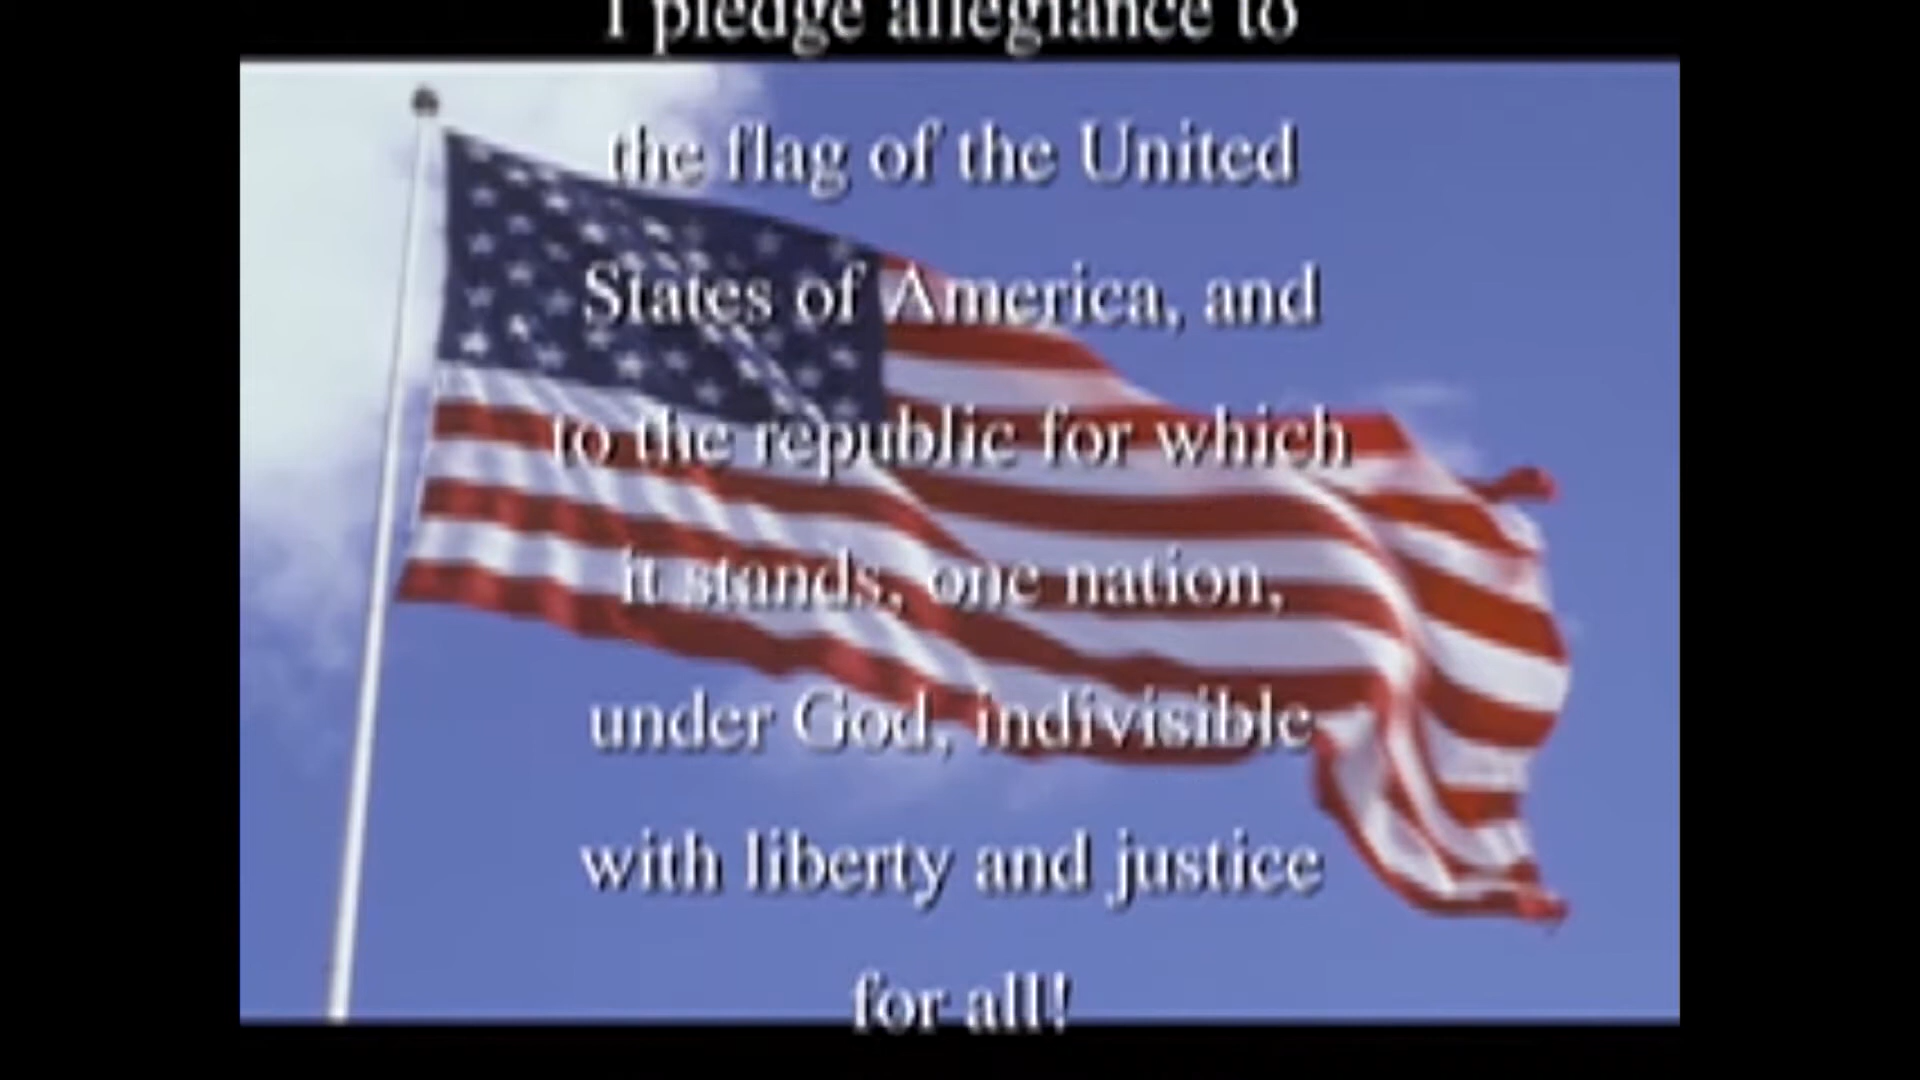 I pledge allegiance to
the flag of the United
States of America, and
to the republic for which
it stands, one nation,
under God, indivisible
with liberty and justice
for all!